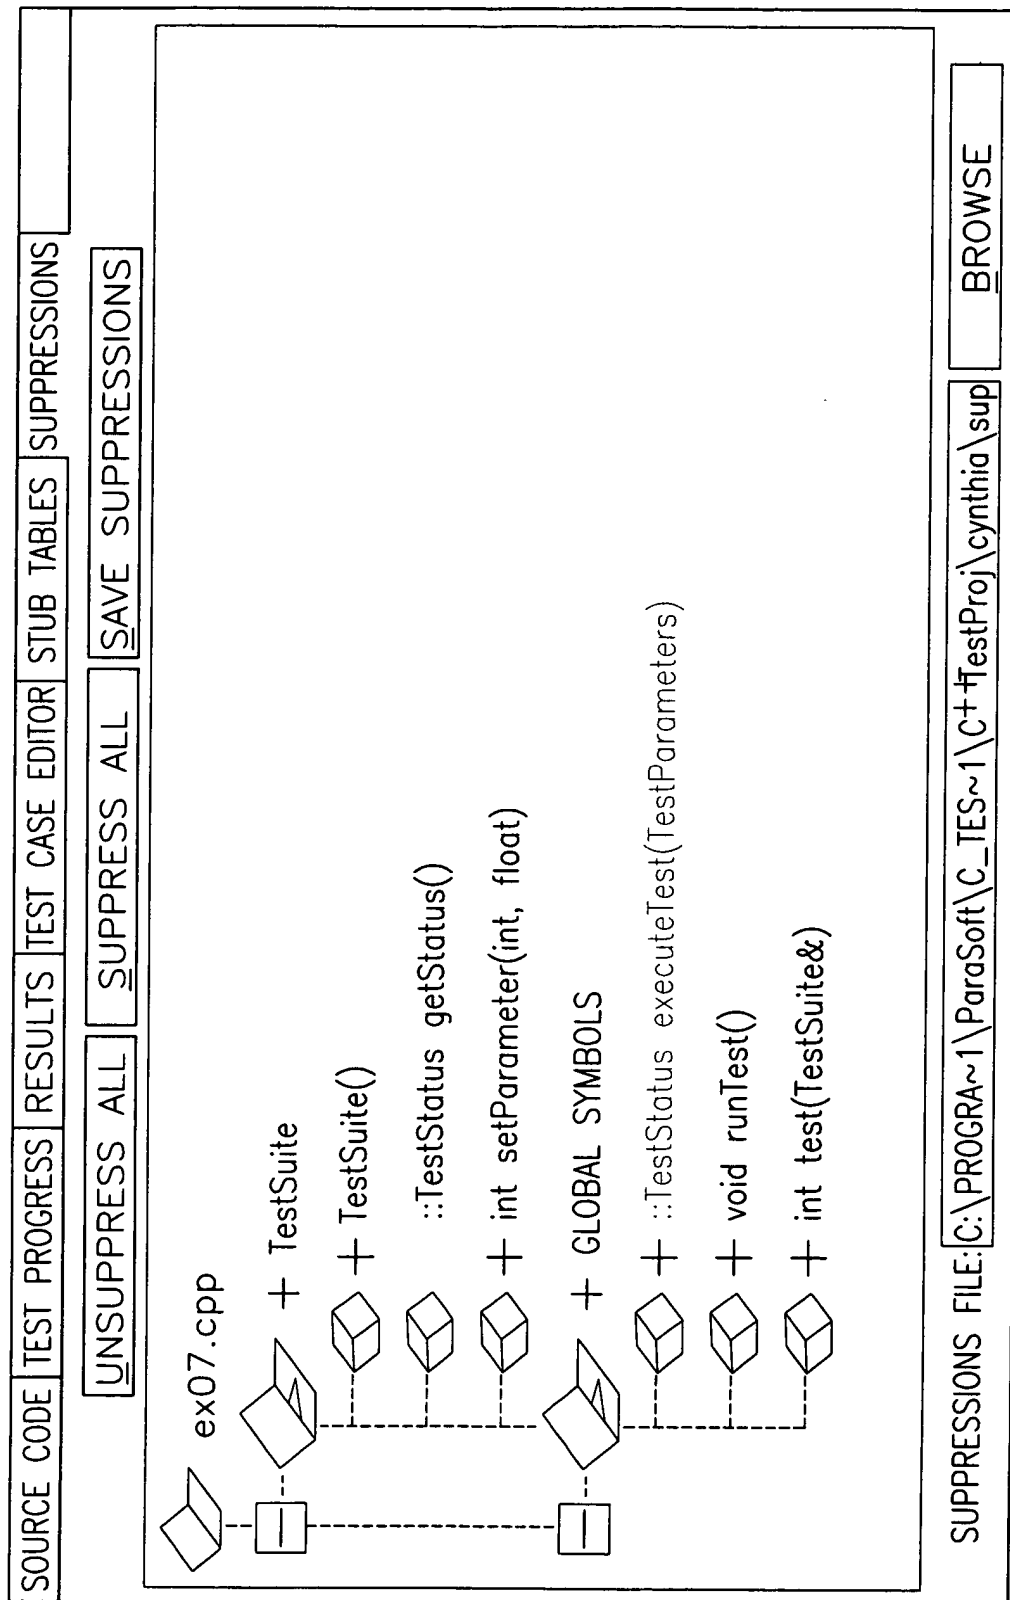 SOURCE CODE TEST PROGRESS RESULTS TEST CASE EDITOR STUB TABLES SUPPRESSIONS
UNSUPPRESS ALL SUPPRESS ALL SAVE SUPPRESSIONS
ex07.cpp
+ TestSuite
+ TestSuite()
::TestStatus getStatus()
+ int setParameter(int, float)
+ GLOBAL SYMBOLS
+ ::TestStatus executeTest(TestParameters)
+ void runTest()
+ int test(TestSuite&)
SUPPRESSIONS FILE: C:\PROGRA~1\ParaSoft\C_TES~1\C++TestProj\cynthia\sup BROWSE